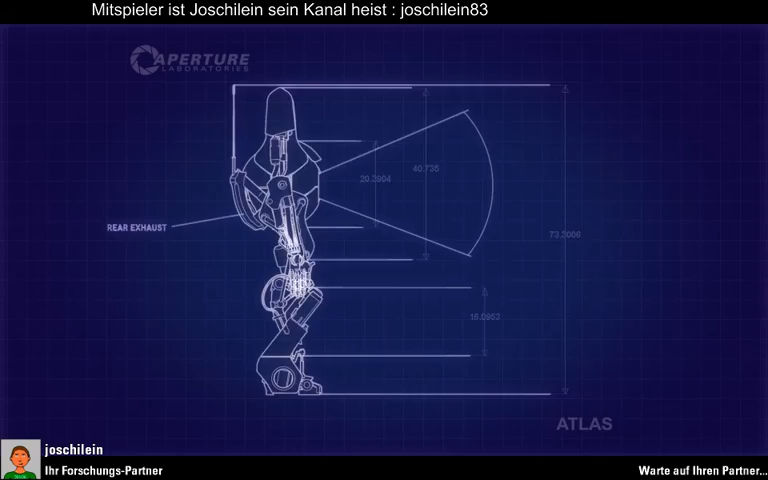 Mitspieler ist Joschilein sein Kanal heist : joschilein83
APERTURE
LABORATORIES
20.3904
40.735
REAR EXHAUST
73.2006
16.0953
ATLAS
joschilein
Ihr Forschungs-Partner
Warte auf Ihren Partner...